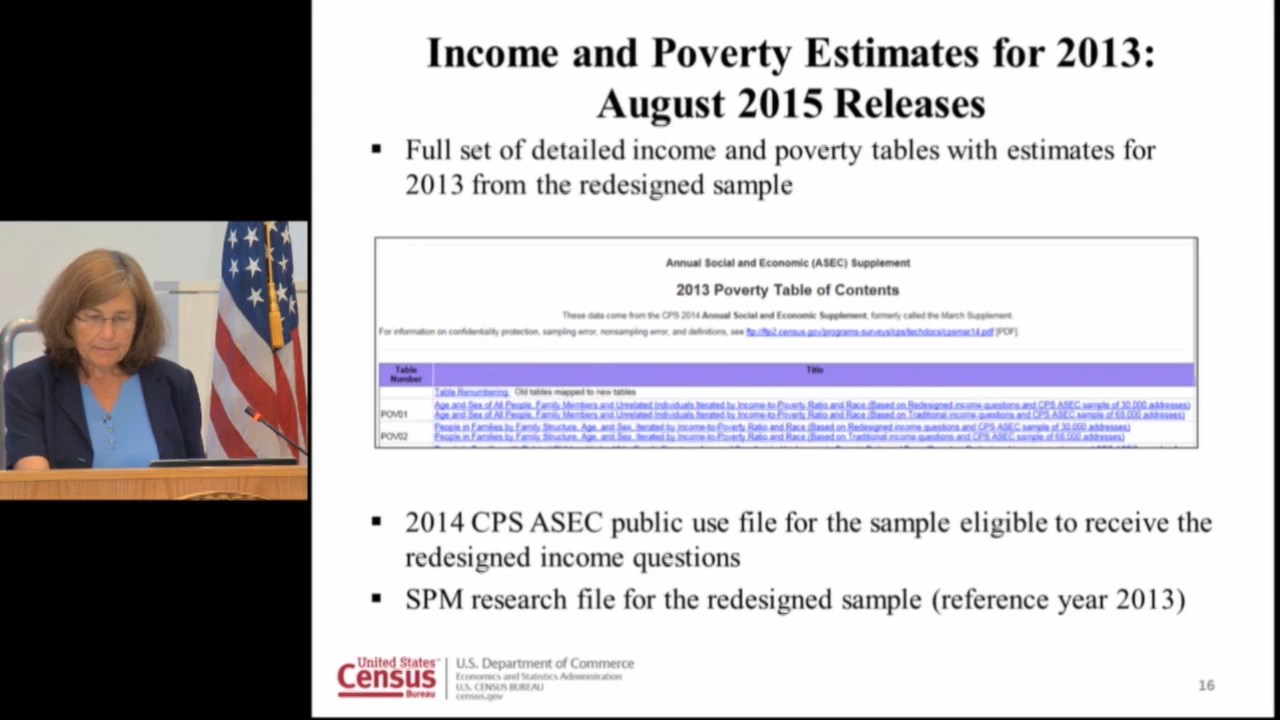 Income and Poverty Estimates for 2013:
August 2015 Releases
▪ Full set of detailed income and poverty tables with estimates for
2013 from the redesigned sample
Annual Social and Economic (ASEC) Supplement
2013 Poverty Table of Contents
These data come from the CPS 2014 Annual Social and Economic Supplement, formerly called the March Supplement.
For information on confidentiality protection, sampling error, nonsampling error, and definitions, see ftp://ftp2.census.gov/programs-surveys/cps/techdocs/cpsmar14.pdf [PDF]
Table Number Title
Table Renumbering Old tables mapped to new tables
POV01
Age and Sex of All People, Family Members and Unrelated Individuals Iterated by Income-to-Poverty Ratio and Race (Based on Redesigned income questions and CPS ASEC sample of 30,000 addresses)
Age and Sex of All People, Family Members and Unrelated Individuals Iterated by Income-to-Poverty Ratio and Race (Based on Traditional income questions and CPS ASEC sample of 68,000 addresses)
POV02
People in Families by Family Structure, Age, and Sex, Iterated by Income-to-Poverty Ratio and Race (Based on Redesigned income questions and CPS ASEC sample of 30,000 addresses)
People in Families by Family Structure, Age, and Sex, Iterated by Income-to-Poverty Ratio and Race (Based on Traditional income questions and CPS ASEC sample of 68,000 addresses)
▪ 2014 CPS ASEC public use file for the sample eligible to receive the
redesigned income questions
▪ SPM research file for the redesigned sample (reference year 2013)
United States™
Census
Bureau
U.S. Department of Commerce
Economics and Statistics Administration
U.S. CENSUS BUREAU
census.gov
16